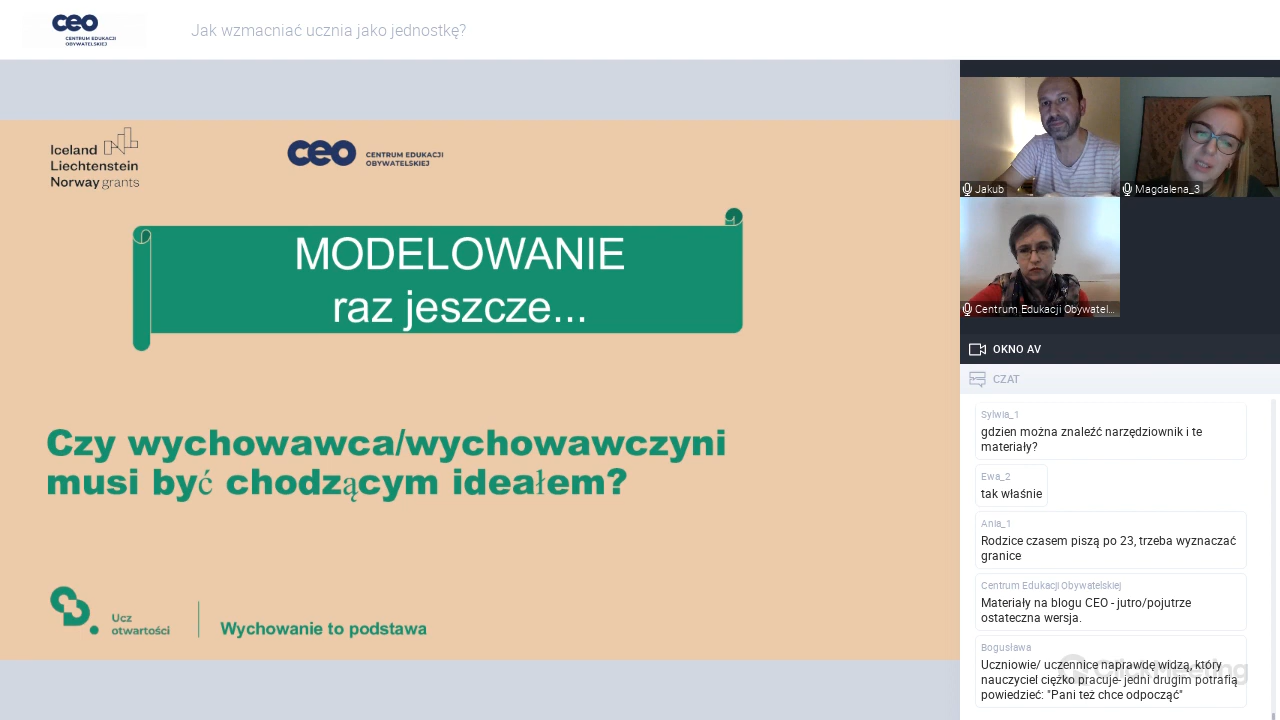 ceo
CENTRUM EDUKACJI
OBYWATELSKIEJ
Jak wzmacniać ucznia jako jednostkę?
Iceland
Liechtenstein
Norway grants
ceo
CENTRUM EDUKACJI
OBYWATELSKIEJ
MODELOWANIE
raz jeszcze...
Czy wychowawca/wychowawczyni
musi być chodzącym ideałem?
Ucz
otwartości
Wychowanie to podstawa
Jakub
Magdalena_3
Centrum Edukacji Obywatel...
OKNO AV
CZAT
Sylwia_1
gdzien można znaleźć narzędziownik i te
materiały?
Ewa_2
tak właśnie
Ania_1
Rodzice czasem piszą po 23, trzeba wyznaczać
granice
Centrum Edukacji Obywatelskiej
Materiały na blogu CEO - jutro/pojutrze
ostateczna wersja.
Bogusława
Uczniowie/ uczennice naprawdę widzą, który
nauczyciel ciężko pracuje- jedni drugim potrafią
powiedzieć: "Pani też chce odpocząć"
ClickMeeting